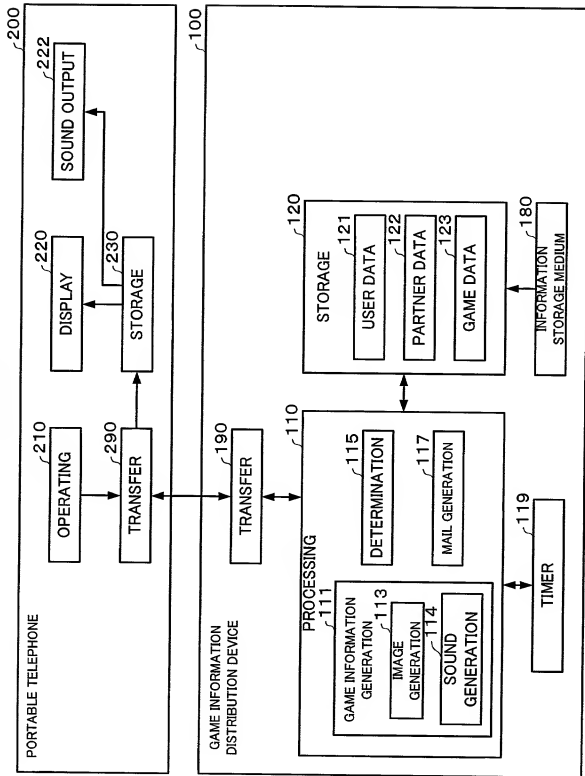 PORTABLE TELEPHONE
200
210
OPERATING
220
DISPLAY
222
SOUND OUTPUT
290
TRANSFER
230
STORAGE
GAME INFORMATION
DISTRIBUTION DEVICE
100
190
TRANSFER
110
PROCESSING
111
GAME INFORMATION
GENERATION
113
IMAGE
GENERATION
114
SOUND
GENERATION
115
DETERMINATION
117
MAIL GENERATION
120
STORAGE
121
USER DATA
122
PARTNER DATA
123
GAME DATA
119
TIMER
180
INFORMATION
STORAGE MEDIUM